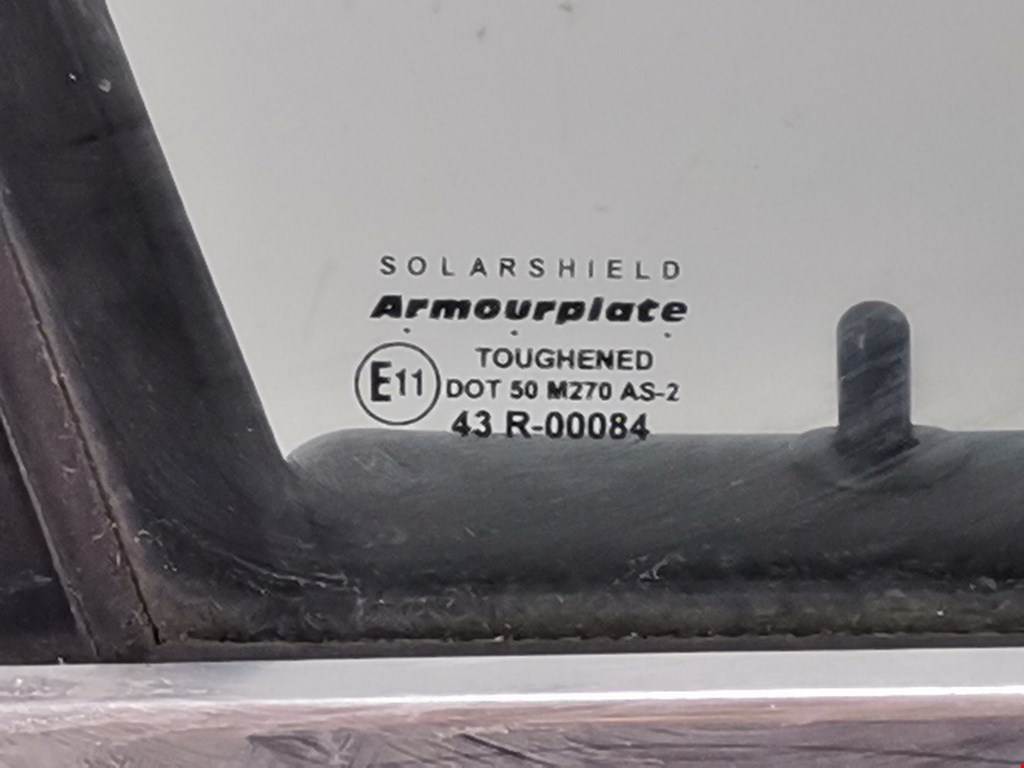 SOLARSHIELD
Armourplate
TOUGHENED
E11 DOT 50 M270 AS-2
43 R-00084